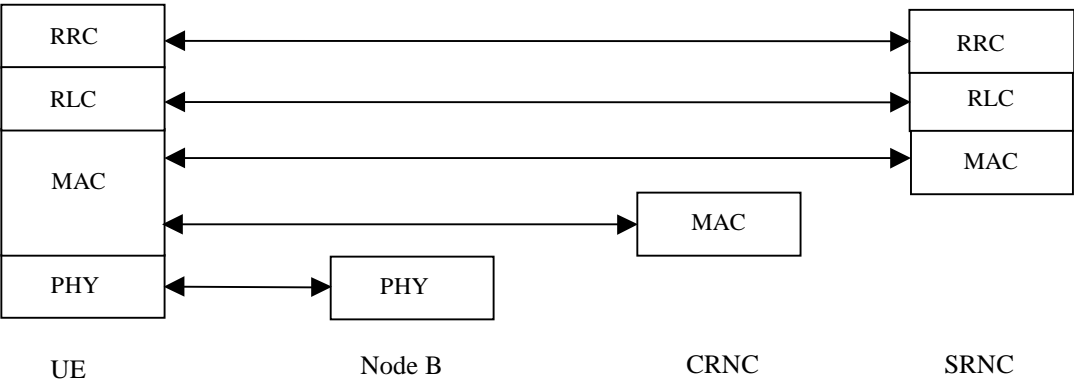 RRC
RRC
RLC
RLC
MAC
MAC
MAC
PHY
PHY
UE
Node B
CRNC
SRNC